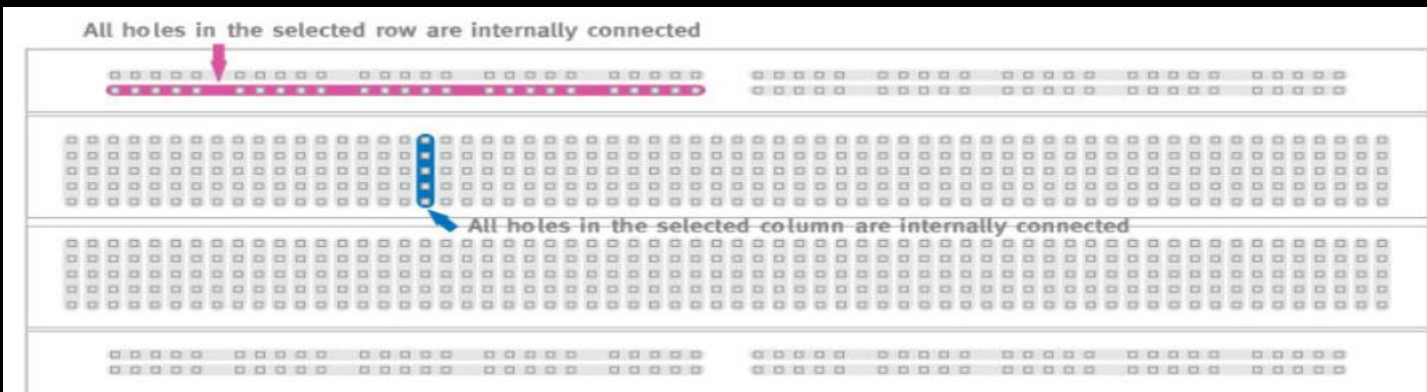 All holes in the selected row are internally connected
All holes in the selected column are internally connected